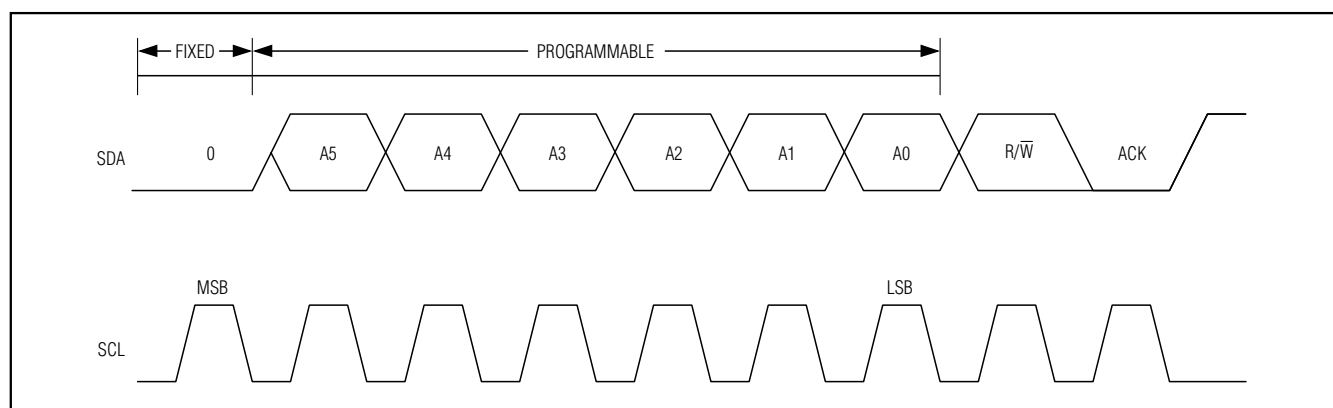 FIXED PROGRAMMABLE
SDA 0 A5 A4 A3 A2 A1 A0 R/W̅ ACK
MSB LSB
SCL